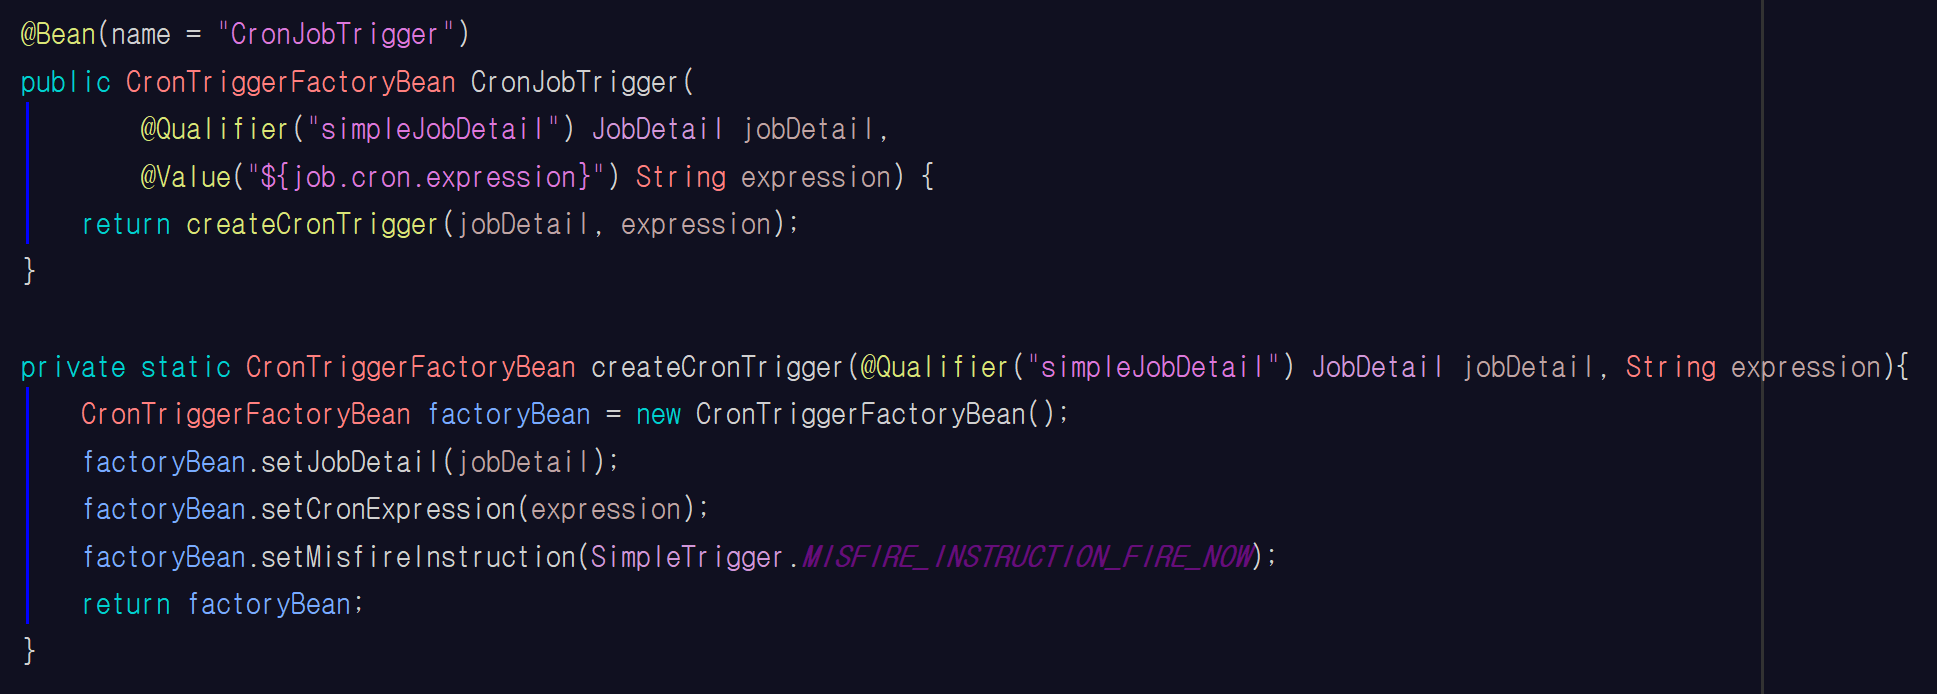 @Bean(name = "CronJobTrigger")
public CronTriggerFactoryBean CronJobTrigger(
        @Qualifier("simpleJobDetail") JobDetail jobDetail,
        @Value("${job.cron.expression}") String expression) {
    return createCronTrigger(jobDetail, expression);
}

private static CronTriggerFactoryBean createCronTrigger(@Qualifier("simpleJobDetail") JobDetail jobDetail, String expression){
    CronTriggerFactoryBean factoryBean = new CronTriggerFactoryBean();
    factoryBean.setJobDetail(jobDetail);
    factoryBean.setCronExpression(expression);
    factoryBean.setMisfireInstruction(SimpleTrigger.MISFIRE_INSTRUCTION_FIRE_NOW);
    return factoryBean;
}